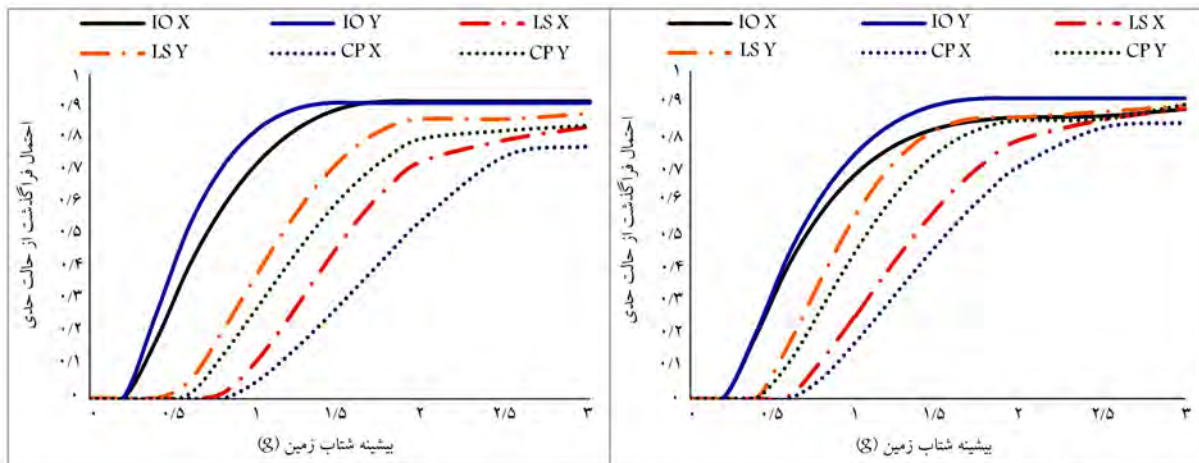 IO X IO Y LS X
LS Y CP X CP Y
احتمال فراگذشت از حالت حدی
۱
۰/۹
۰/۸
۰/۷
۰/۶
۰/۵
۰/۴
۰/۳
۰/۲
۰/۱
۰
۰ ۰/۵ ۱ ۱/۵ ۲ ۲/۵ ۳
بیشینه شتاب زمین (g)
IO X IO Y LS X
LS Y CP X CP Y
احتمال فراگذشت از حالت حدی
۱
۰/۹
۰/۸
۰/۷
۰/۶
۰/۵
۰/۴
۰/۳
۰/۲
۰/۱
۰
۰ ۰/۵ ۱ ۱/۵ ۲ ۲/۵ ۳
بیشینه شتاب زمین (g)